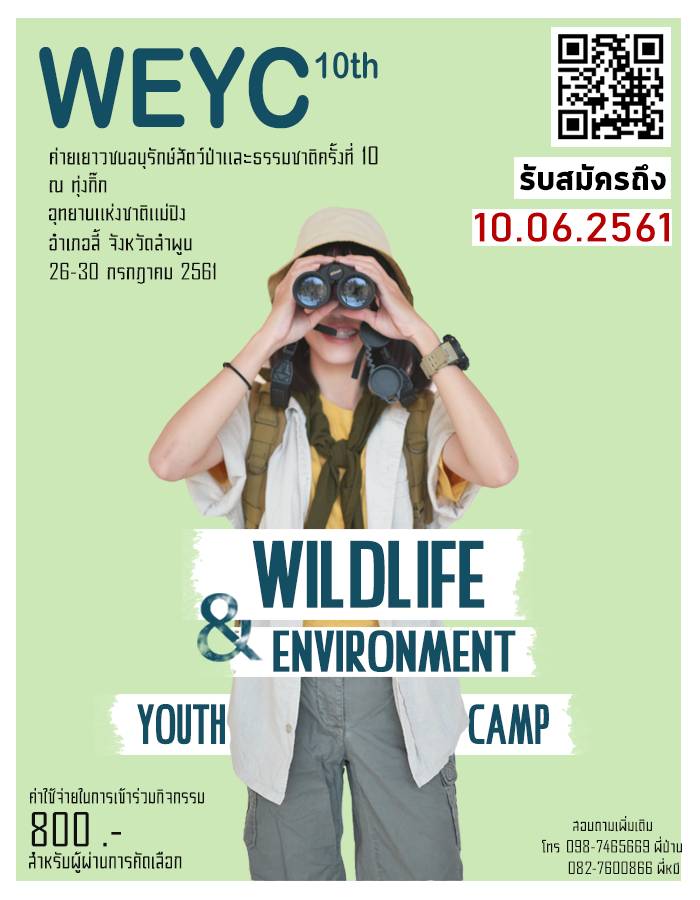 WEYC 10th
ค่ายเยาวชนอนุรักษ์สัตว์ป่าและธรรมชาติครั้งที่ 10
ณ ทุ่งกิ๊ก
อุทยานแห่งชาติแม่ปิง
อำเภอลี้ จังหวัดลำพูน
26-30 กรกฎาคม 2561
รับสมัครถึง
10.06.2561
WILDLIFE
& ENVIRONMENT
YOUTH CAMP
ค่าใช้จ่ายในการเข้าร่วมกิจกรรม
800 .-
สำหรับผู้ผ่านการคัดเลือก
สอบถามเพิ่มเติม
โทร 098-7465669 พี่ป่าน
082-7600866 พี่หมี